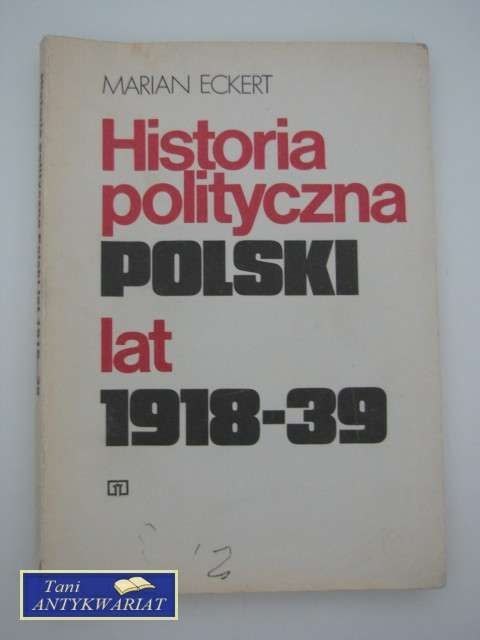 MARIAN ECKERT
Historia
polityczna
POLSKI
lat
1918-39
Tani
ANTYKWARIAT